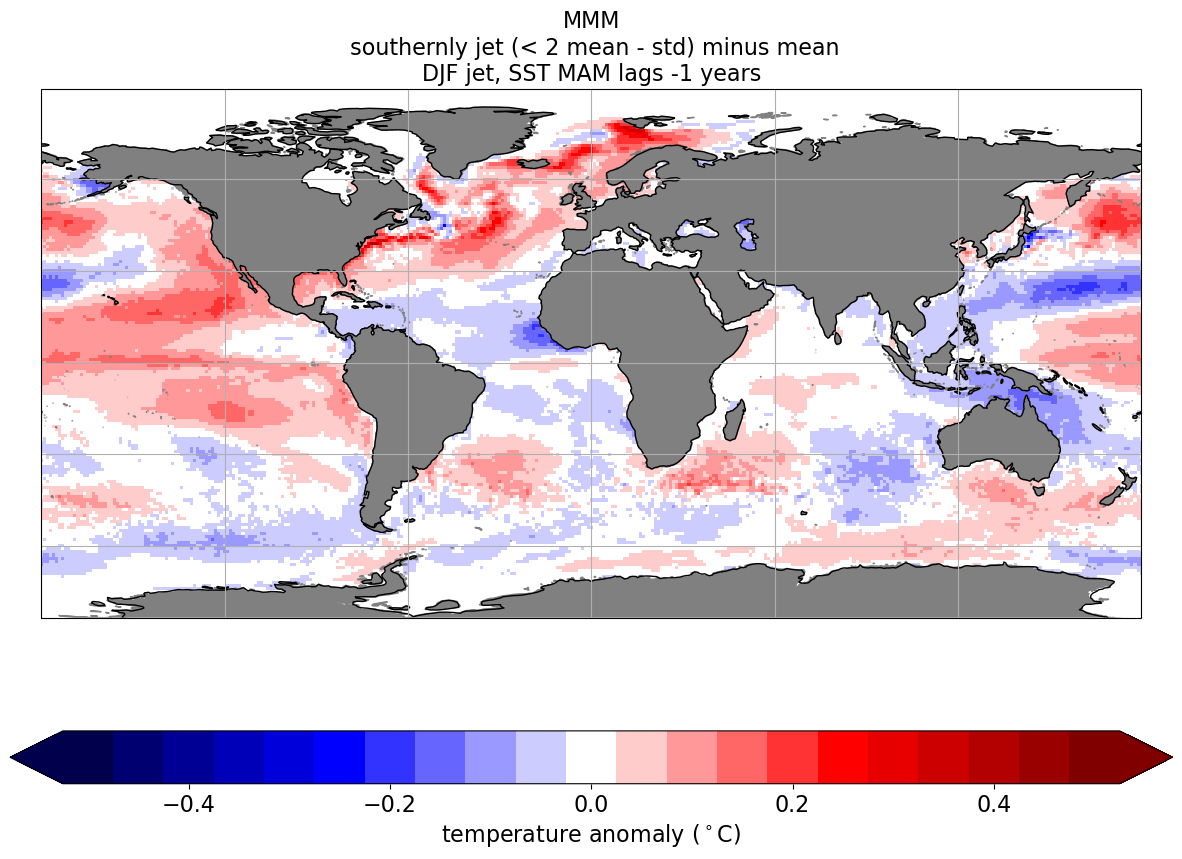 MMM
southernly jet (< 2 mean - std) minus mean
DJF jet, SST MAM lags -1 years
−0.4 −0.2 0.0 0.2 0.4
temperature anomaly (°C)